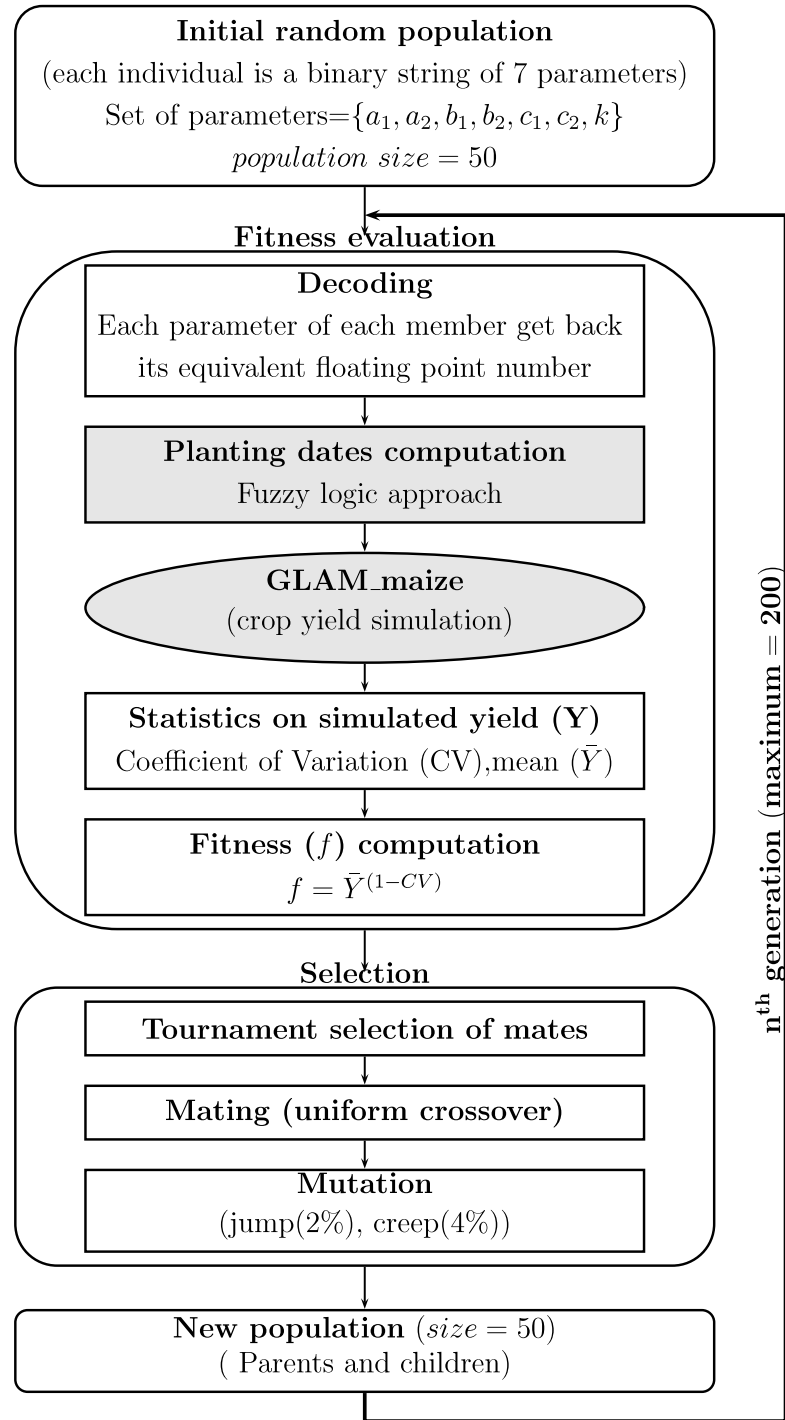 Initial random population
(each individual is a binary string of 7 parameters)
Set of parameters={a₁, a₂, b₁, b₂, c₁, c₂, k}
population size = 50
Fitness evaluation
Decoding
Each parameter of each member get back
its equivalent floating point number
Planting dates computation
Fuzzy logic approach
GLAM_maize
(crop yield simulation)
Statistics on simulated yield (Y)
Coefficient of Variation (CV),mean (Ȳ)
Fitness (f) computation
f = Ȳ^(1−CV)
Selection
Tournament selection of mates
Mating (uniform crossover)
Mutation
(jump(2%), creep(4%))
New population (size = 50)
( Parents and children)
nᵗʰ generation (maximum = 200)